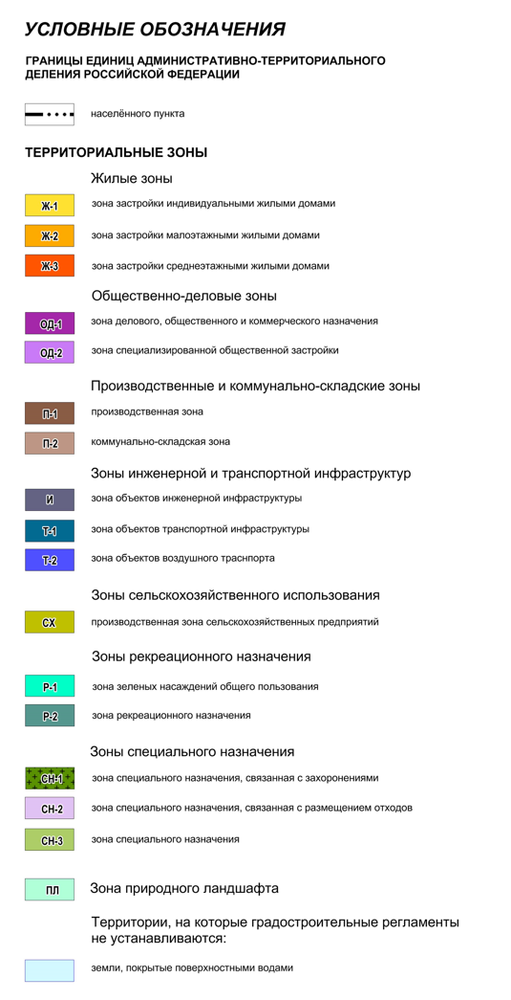 УСЛОВНЫЕ ОБОЗНАЧЕНИЯ
ГРАНИЦЫ ЕДИНИЦ АДМИНИСТРАТИВНО-ТЕРРИТОРИАЛЬНОГО
ДЕЛЕНИЯ РОССИЙСКОЙ ФЕДЕРАЦИИ
населённого пункта
ТЕРРИТОРИАЛЬНЫЕ ЗОНЫ
Жилые зоны
Ж-1 зона застройки индивидуальными жилыми домами
Ж-2 зона застройки малоэтажными жилыми домами
Ж-3 зона застройки среднеэтажными жилыми домами
Общественно-деловые зоны
ОД-1 зона делового, общественного и коммерческого назначения
ОД-2 зона специализированной общественной застройки
Производственные и коммунально-складские зоны
П-1 производственная зона
П-2 коммунально-складская зона
Зоны инженерной и транспортной инфраструктур
И зона объектов инженерной инфраструктуры
Т-1 зона объектов транспортной инфраструктуры
Т-2 зона объектов воздушного траснпорта
Зоны сельскохозяйственного использования
СХ производственная зона сельскохозяйственных предприятий
Зоны рекреационного назначения
Р-1 зона зеленых насаждений общего пользования
Р-2 зона рекреационного назначения
Зоны специального назначения
СН-1 зона специального назначения, связанная с захоронениями
СН-2 зона специального назначения, связанная с размещением отходов
СН-3 зона специального назначения
ПЛ Зона природного ландшафта
Территории, на которые градостроительные регламенты
не устанавливаются:
земли, покрытые поверхностными водами